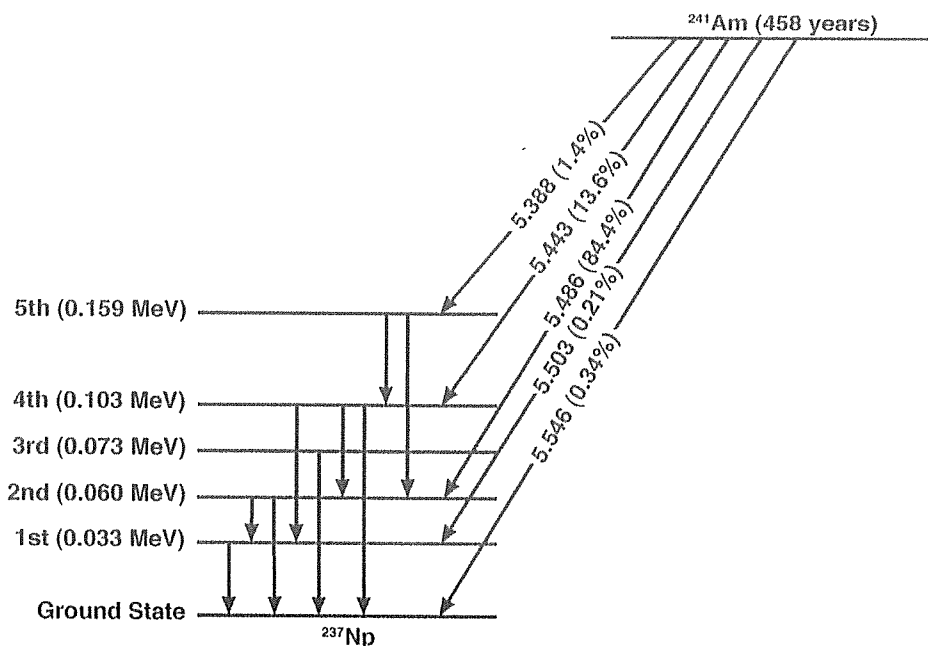 ²⁴¹Am (458 years)
5.388 (1.4%)
5.443 (13.6%)
5.486 (84.4%)
5.503 (0.21%)
5.546 (0.34%)
5th (0.159 MeV)
4th (0.103 MeV)
3rd (0.073 MeV)
2nd (0.060 MeV)
1st (0.033 MeV)
Ground State
²³⁷Np